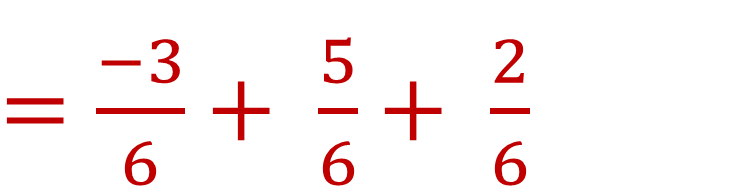 = −3/6 + 5/6 + 2/6